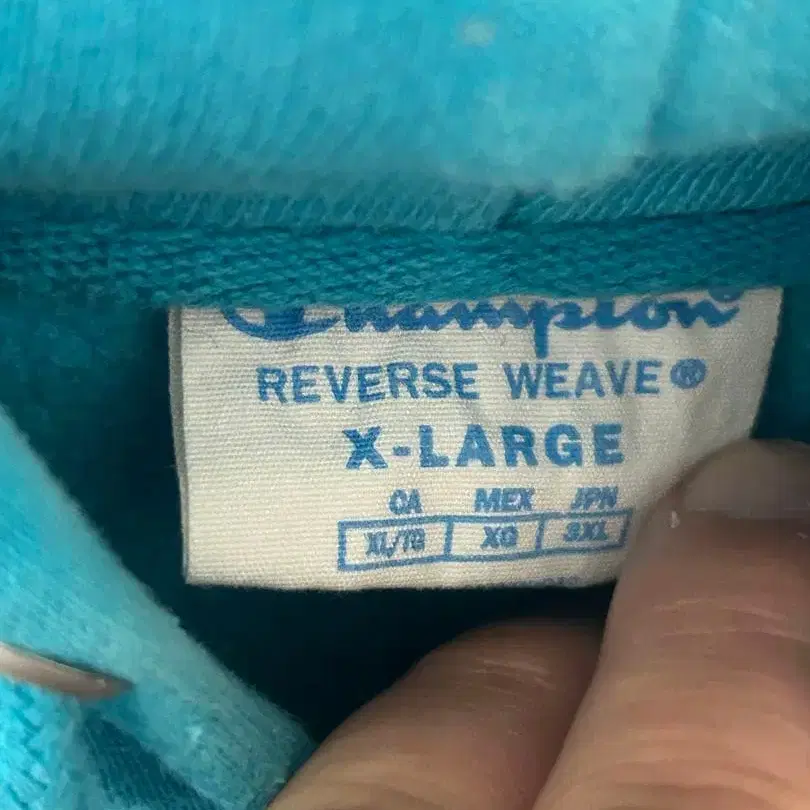 Champion
REVERSE WEAVE®
X-LARGE
CA MEX JPN
XL/TG XG 3XL